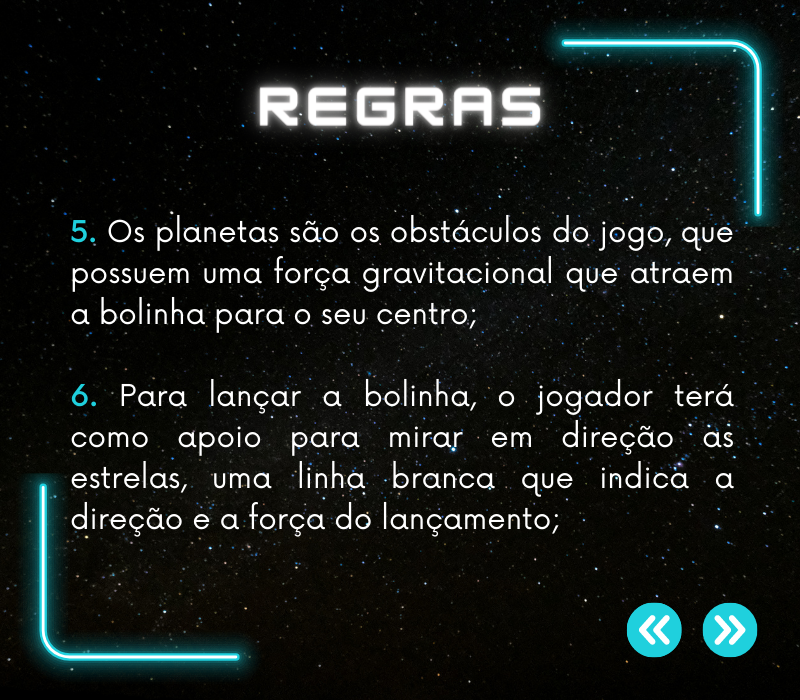 REGRAS
5. Os planetas são os obstáculos do jogo, que
possuem uma força gravitacional que atraem
a bolinha para o seu centro;
6. Para lançar a bolinha, o jogador terá
como apoio para mirar em direção as
estrelas, uma linha branca que indica a
direção e a força do lançamento;